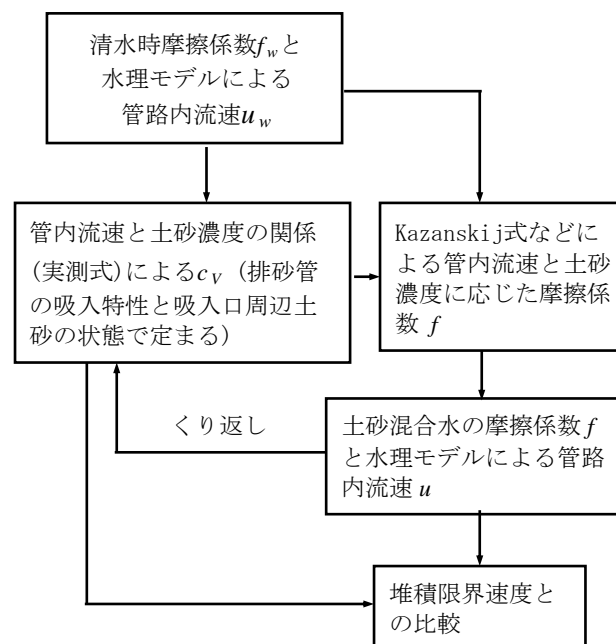 清水時摩擦係数fwと
水理モデルによる
管路内流速uw
管内流速と土砂濃度の関係
(実測式)によるcV (排砂管
の吸入特性と吸入口周辺土
砂の状態で定まる)
Kazanskij式などに
よる管内流速と土砂
濃度に応じた摩擦係
数 f
くり返し
土砂混合水の摩擦係数f
と水理モデルによる管路
内流速 u
堆積限界速度と
の比較